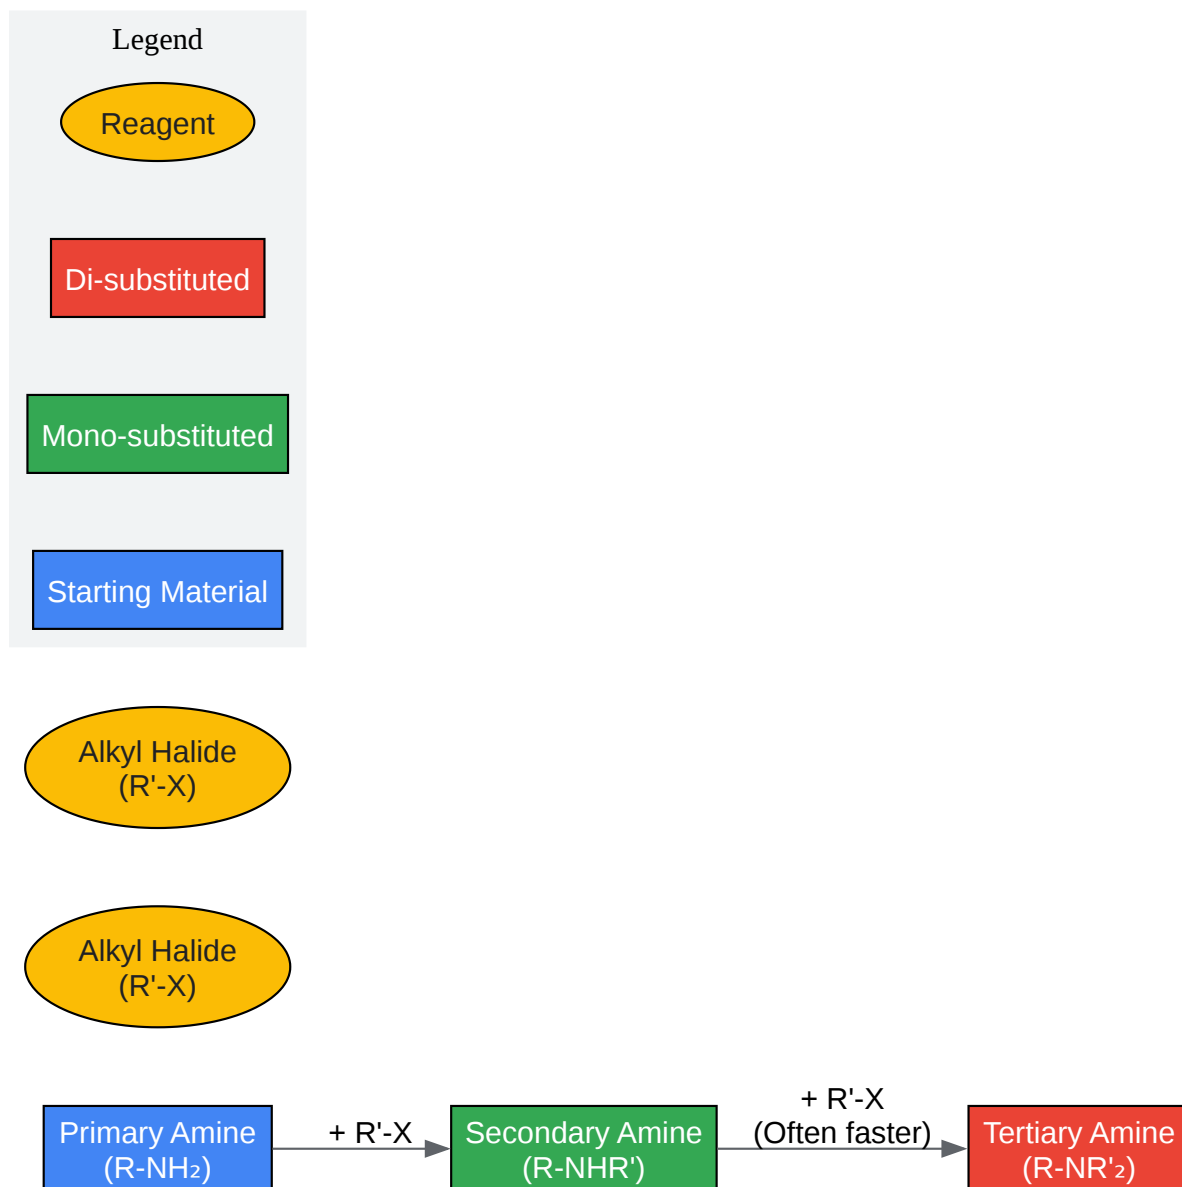 Legend
Reagent
Di-substituted
Mono-substituted
Starting Material
Alkyl Halide
(R'-X)
Alkyl Halide
(R'-X)
Primary Amine
(R-NH₂)
+ R'-X
Secondary Amine
(R-NHR')
+ R'-X
(Often faster)
Tertiary Amine
(R-NR'₂)